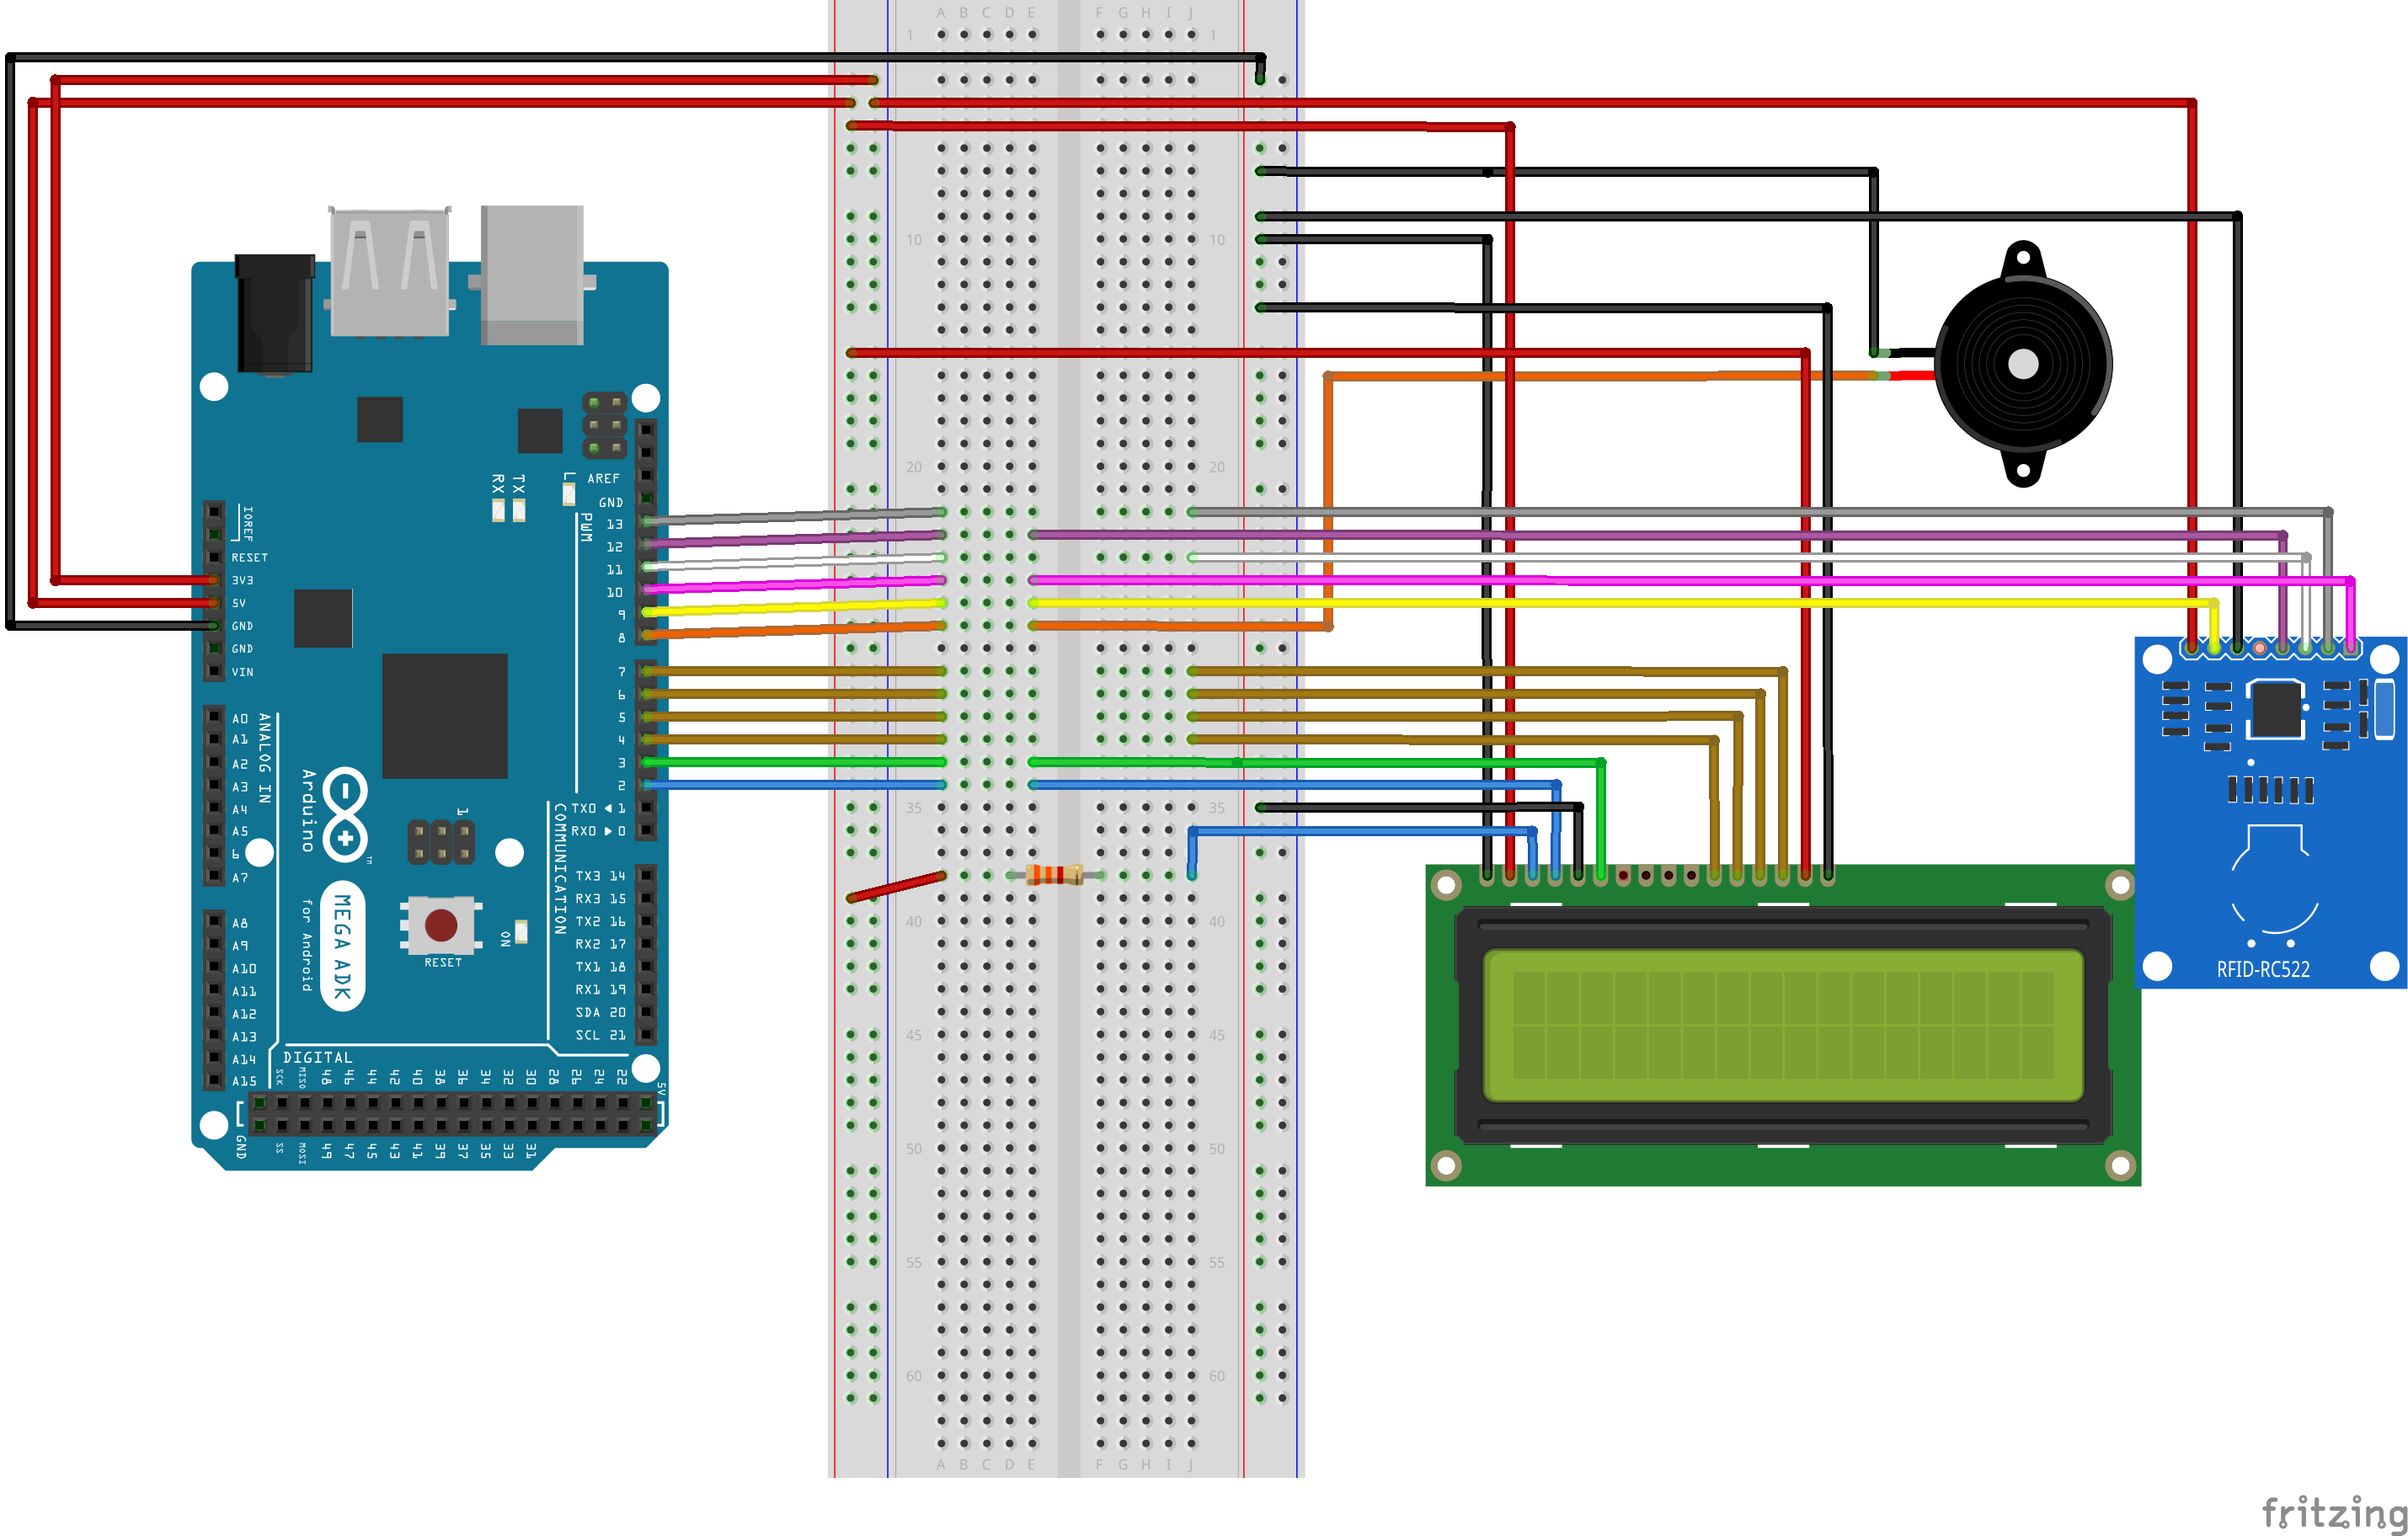 A B C D E F G H I J
1 1
10 10
20 20
35 35
40 40
45 45
50 50
55 55
60 60
A B C D E F G H I J
RX TX L
AREF
GND
13
12
11
10
9
8
PWM
7
6
5
4
3
2
TX0 ◀ 1
RX0 ▶ 0
COMMUNICATION
TX3 14
RX3 15
TX2 16
RX2 17
TX1 18
RX1 19
SDA 20
SCL 21
IOREF
RESET
3V3
5V
GND
GND
VIN
ANALOG IN
A0
A1
A2
A3
A4
A5
6
A7
A8
A9
A10
A11
A12
A13
A14
A15
Arduino
TM
MEGA ADK
for Android
1
RESET
ON
DIGITAL
SCK MISO 48 46 44 42 40 38 36 34 32 30 28 26 24 22 5V
GND SS MOSI 49 47 45 43 41 39 37 35 33 31
RFID-RC522
fritzing